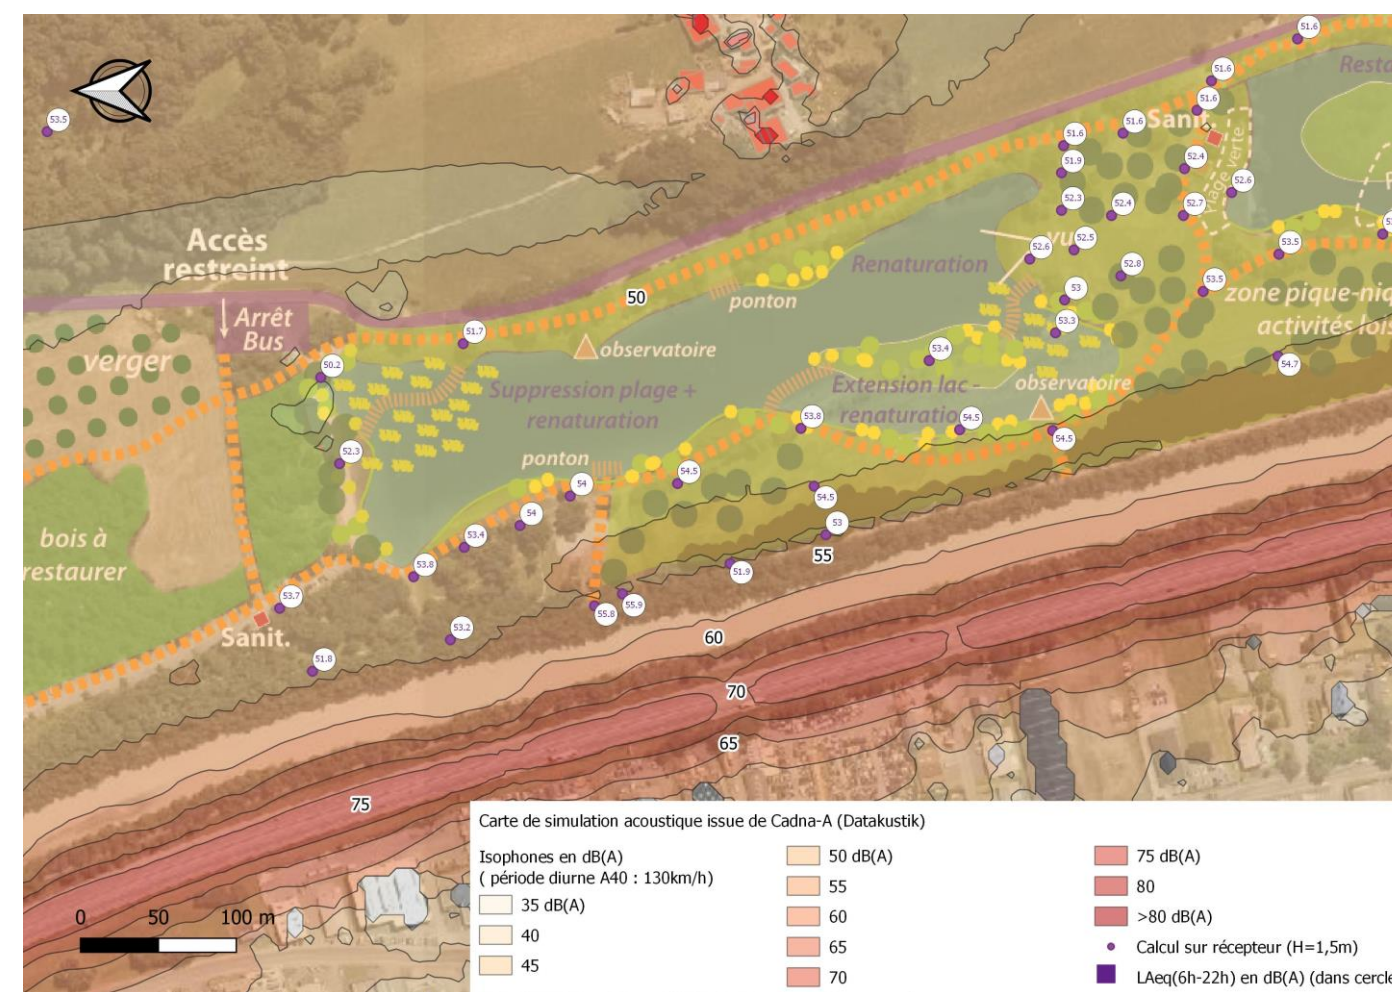 51.6
Resta
51.6
53.5
51.6
51.6
51.6
Sanit.
51.9
52.4
Plage verte
52.6
52.3
52.4
52.7
Accès
restreint
52.6
vue
52.5
53.5
Renaturation
52.8
53.5
50
ponton
53
zone pique-niq
activités lois
Arrêt
Bus
51.7
53.3
verger
observatoire
50.2
53.4
54.7
Suppression plage +
renaturation
Extension lac -
renaturation
observatoire
53.8
54.5
54.5
52.3
ponton
54.5
54
54.5
54
53
bois à
restaurer
53.4
55
53.8
51.9
53.7
55.8
55.9
Sanit.
53.2
60
51.8
70
65
75
Carte de simulation acoustique issue de Cadna-A (Datakustik)
Isophones en dB(A)
( période diurne A40 : 130km/h)
35 dB(A)
40
45
50 dB(A)
55
60
65
70
75 dB(A)
80
>80 dB(A)
Calcul sur récepteur (H=1,5m)
LAeq(6h-22h) en dB(A) (dans cercle
0 50 100 m